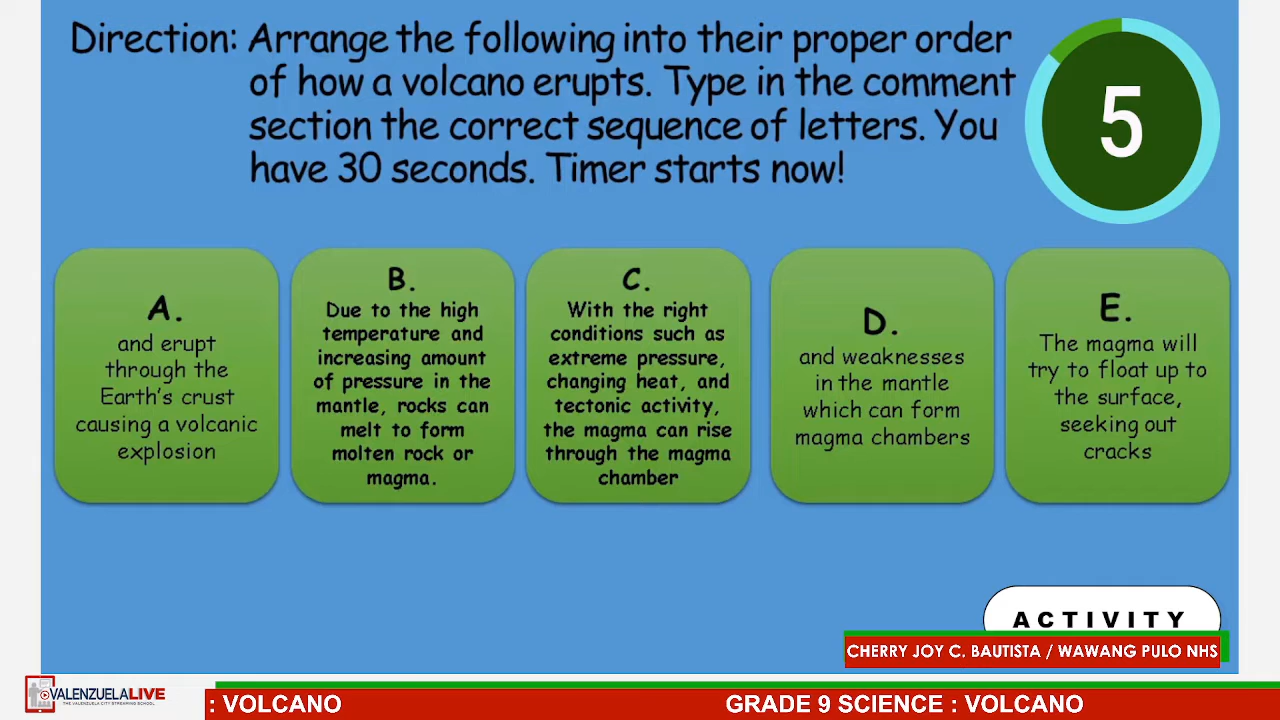 Direction: Arrange the following into their proper order
of how a volcano erupts. Type in the comment
section the correct sequence of letters. You
have 30 seconds. Timer starts now!
5
A.
and erupt
through the
Earth's crust
causing a volcanic
explosion
B.
Due to the high
temperature and
increasing amount
of pressure in the
mantle, rocks can
melt to form
molten rock or
magma.
C.
With the right
conditions such as
extreme pressure,
changing heat, and
tectonic activity,
the magma can rise
through the magma
chamber
D.
and weaknesses
in the mantle
which can form
magma chambers
E.
The magma will
try to float up to
the surface,
seeking out
cracks
ACTIVITY
CHERRY JOY C. BAUTISTA / WAWANG PULO NHS
VALENZUELALIVE
THE VALENZUELA CITY STREAMING SCHOOL
: VOLCANO
GRADE 9 SCIENCE : VOLCANO